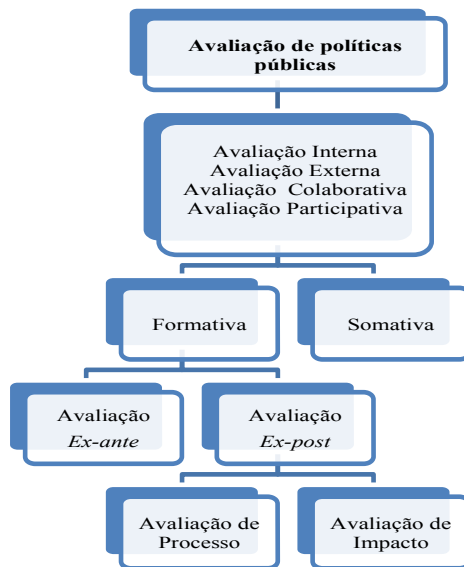 Avaliação de políticas
públicas
Avaliação Interna
Avaliação Externa
Avaliação Colaborativa
Avaliação Participativa
Formativa
Somativa
Avaliação
Ex-ante
Avaliação
Ex-post
Avaliação de
Processo
Avaliação de
Impacto